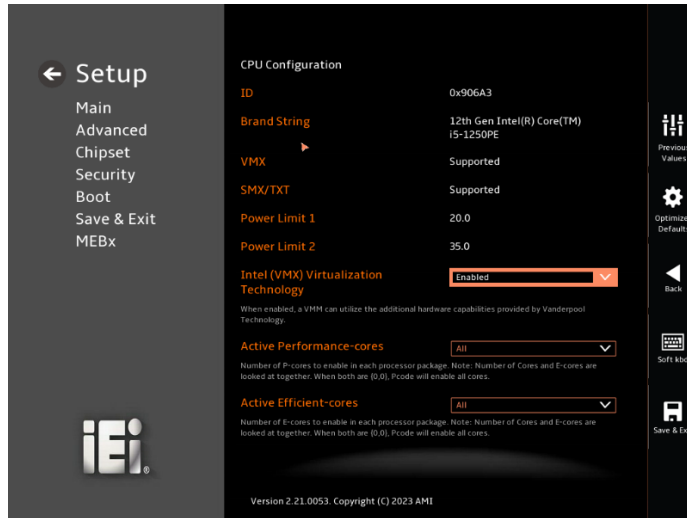 Setup
Main
Advanced
Chipset
Security
Boot
Save & Exit
MEBx
iEi
®
CPU Configuration
ID 0x906A3
Brand String 12th Gen Intel(R) Core(TM)
i5-1250PE
VMX Supported
SMX/TXT Supported
Power Limit 1 20.0
Power Limit 2 35.0
Intel (VMX) Virtualization Enabled
Technology
When enabled, a VMM can utilize the additional hardware capabilities provided by Vanderpool
Technology.
Active Performance-cores All
Number of P-cores to enable in each processor package. Note: Number of Cores and E-cores are
looked at together. When both are {0,0}, Pcode will enable all cores.
Active Efficient-cores All
Number of E-cores to enable in each processor package. Note: Number of Cores and E-cores are
looked at together. When both are {0,0}, Pcode will enable all cores.
Version 2.21.0053. Copyright (C) 2023 AMI
Previou
Values
Optimize
Default
Back
Soft kbd
Save & Ex